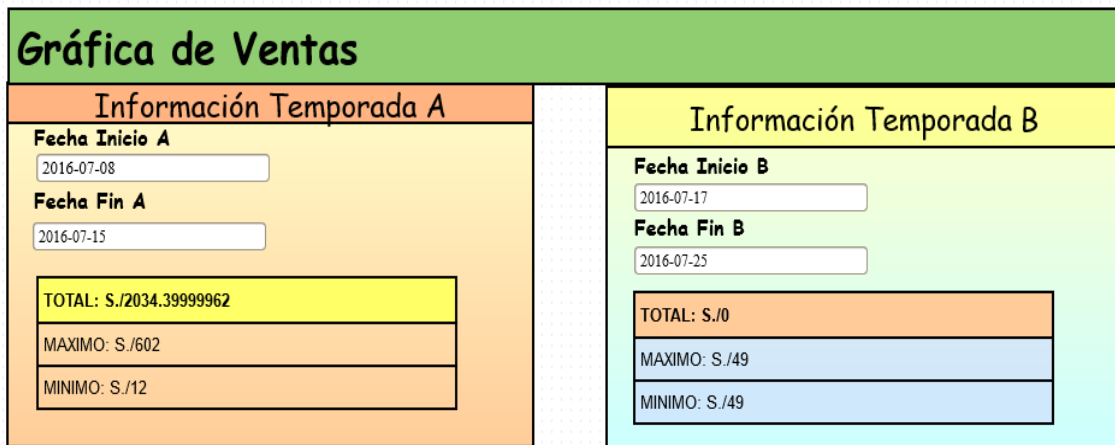 Gráfica de Ventas
Información Temporada A
Fecha Inicio A
2016-07-08
Fecha Fin A
2016-07-15
TOTAL: S./2034.39999962
MAXIMO: S./602
MINIMO: S./12
Información Temporada B
Fecha Inicio B
2016-07-17
Fecha Fin B
2016-07-25
TOTAL: S./0
MAXIMO: S./49
MINIMO: S./49